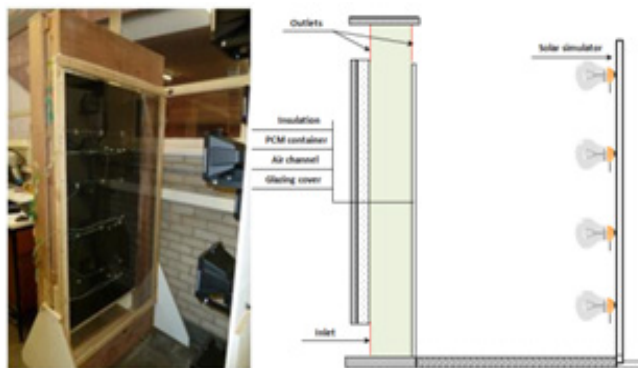 Outlets
Solar simulator
Insulation
PCM container
Air channel
Glazing cover
Inlet